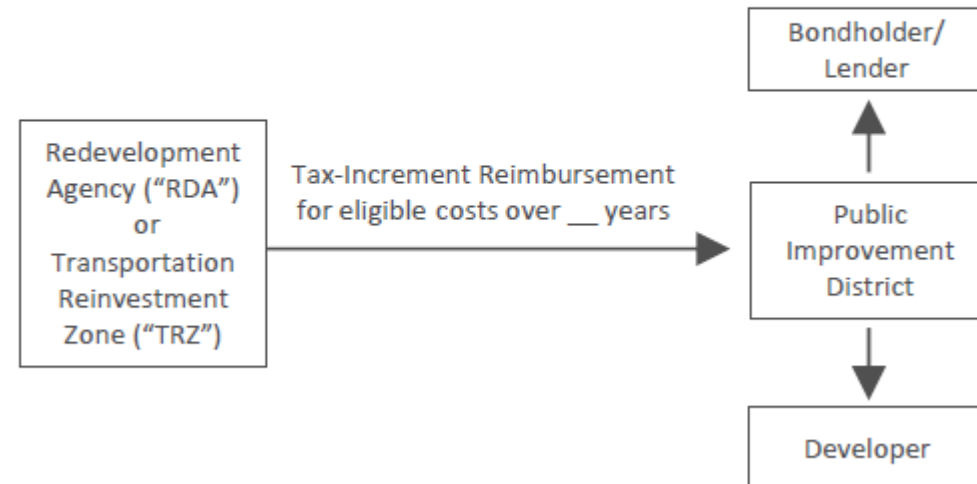 Redevelopment
Agency (“RDA”)
or
Transportation
Reinvestment
Zone (“TRZ”)
Tax-Increment Reimbursement
for eligible costs over __ years
Bondholder/
Lender
Public
Improvement
District
Developer